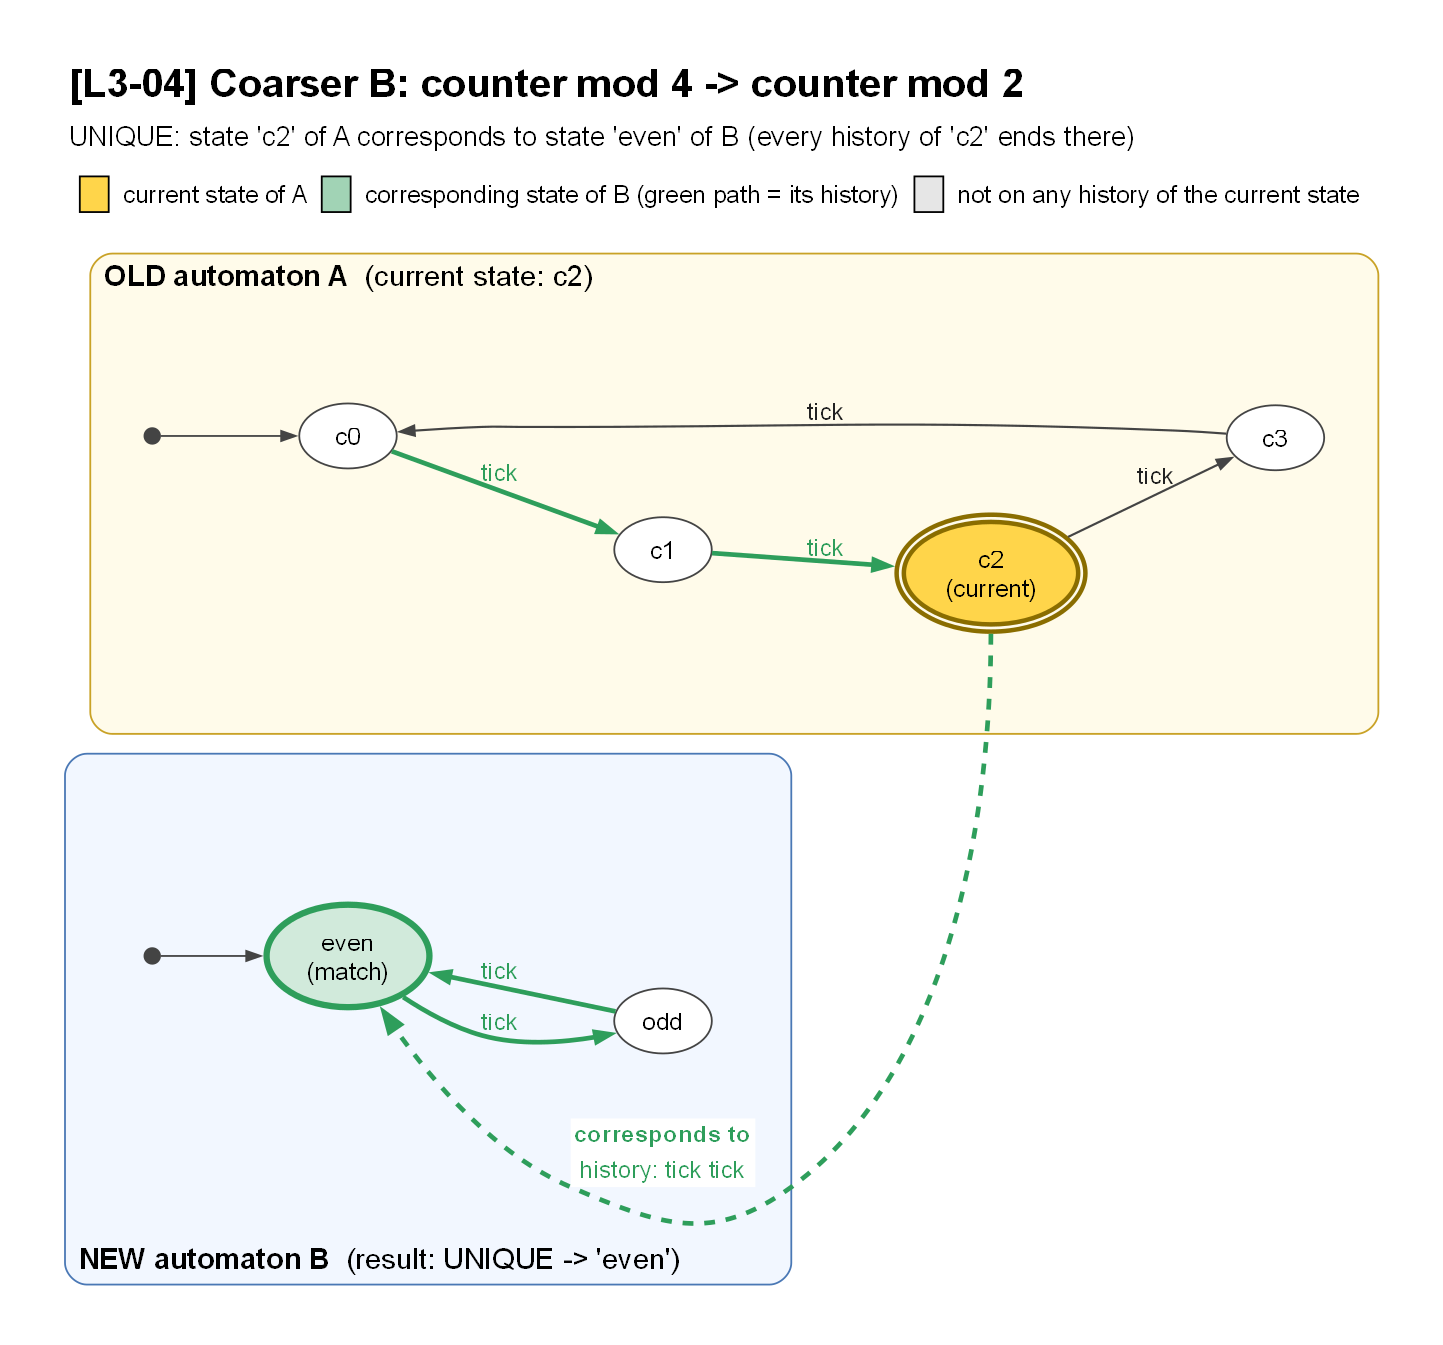 [L3-04] Coarser B: counter mod 4 -> counter mod 2
UNIQUE: state 'c2' of A corresponds to state 'even' of B (every history of 'c2' ends there)
current state of A
corresponding state of B (green path = its history)
not on any history of the current state
OLD automaton A (current state: c2)
tick
c0
c3
tick
tick
c1
tick
c2
(current)
even
(match)
tick
tick
odd
corresponds to
history: tick tick
NEW automaton B (result: UNIQUE -> 'even')